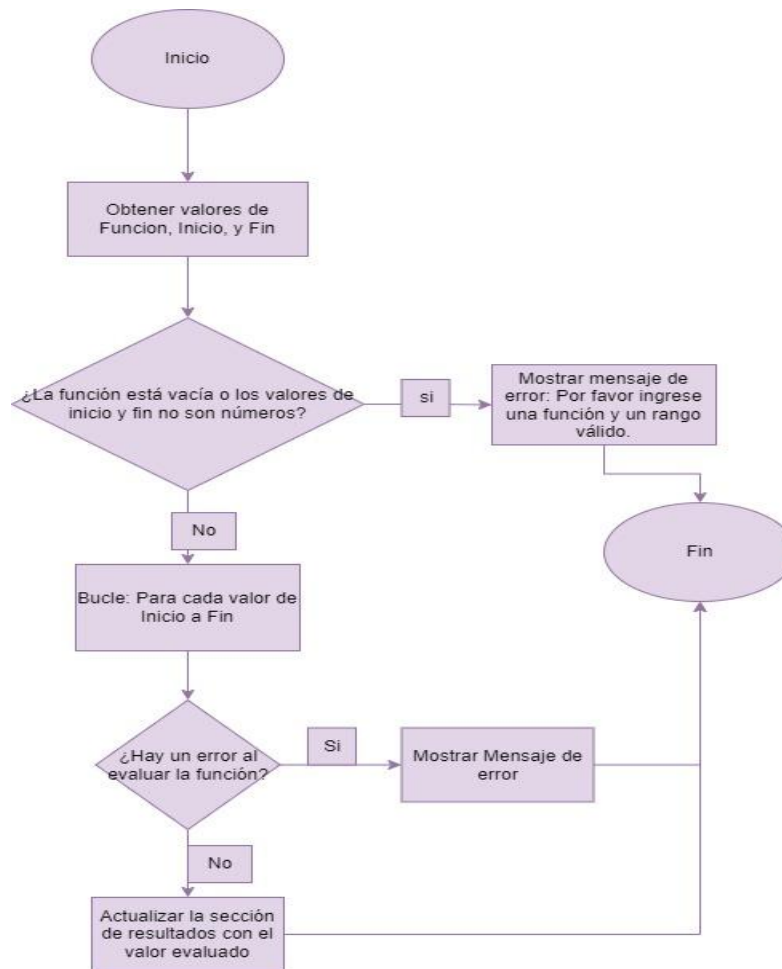 Inicio
Obtener valores de
Funcion, Inicio, y Fin
¿La función está vacía o los valores de
inicio y fin no son números?
si
Mostrar mensaje de
error: Por favor ingrese
una función y un rango
válido.
No
Fin
Bucle: Para cada valor de
Inicio a Fin
¿Hay un error al
evaluar la función?
Si
Mostrar Mensaje de
error
No
Actualizar la sección
de resultados con el
valor evaluado